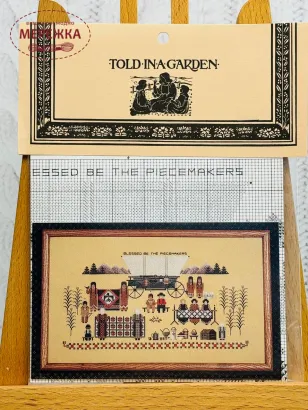 МЕРЕЖКА
TOLD·IN·A·GARDEN
ESSED BE THE PIECEMAKERS
BLESSED BE THE PIECEMAKERS